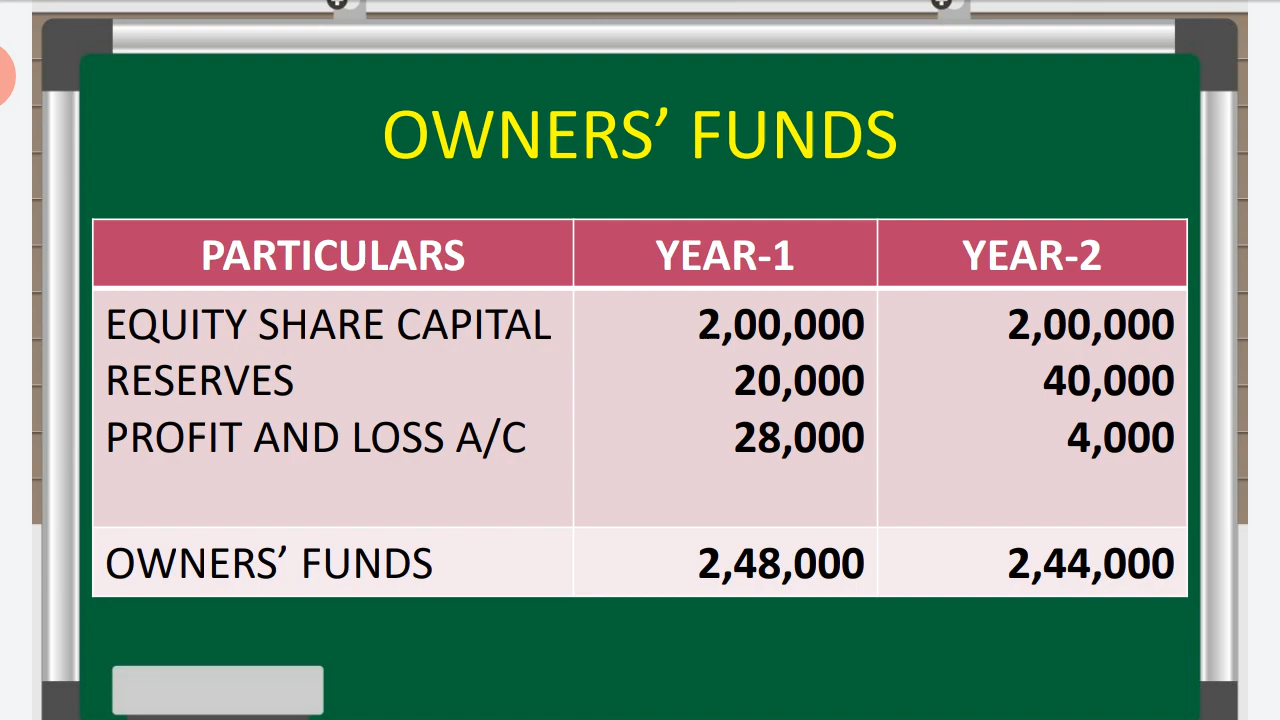 OWNERS’ FUNDS
PARTICULARS YEAR-1 YEAR-2
EQUITY SHARE CAPITAL 2,00,000 2,00,000
RESERVES 20,000 40,000
PROFIT AND LOSS A/C 28,000 4,000
OWNERS’ FUNDS 2,48,000 2,44,000